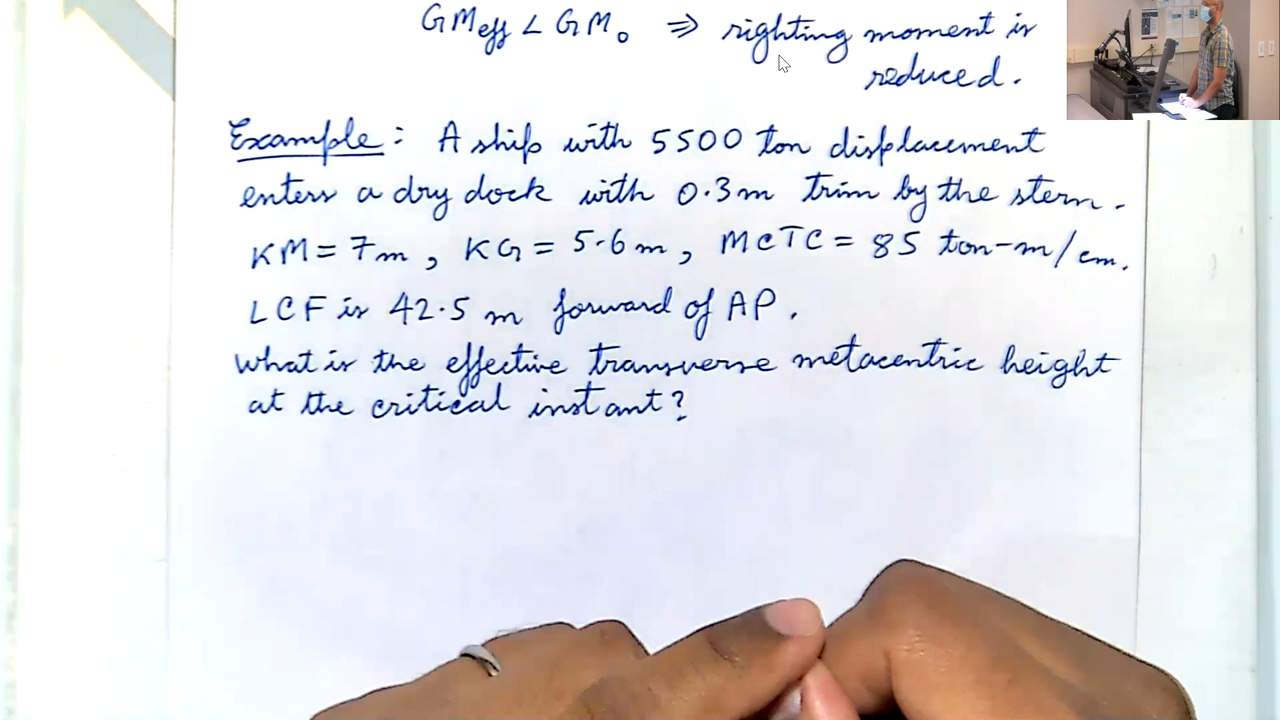 GMeff < GM₀ ⇒ righting moment is
reduced.
Example: A ship with 5500 ton displacement
enters a dry dock with 0.3m trim by the stern.
KM = 7m, KG = 5.6m, MCTC = 85 ton-m/cm.
LCF is 42.5 m forward of AP.
What is the effective transverse metacentric height
at the critical instant?